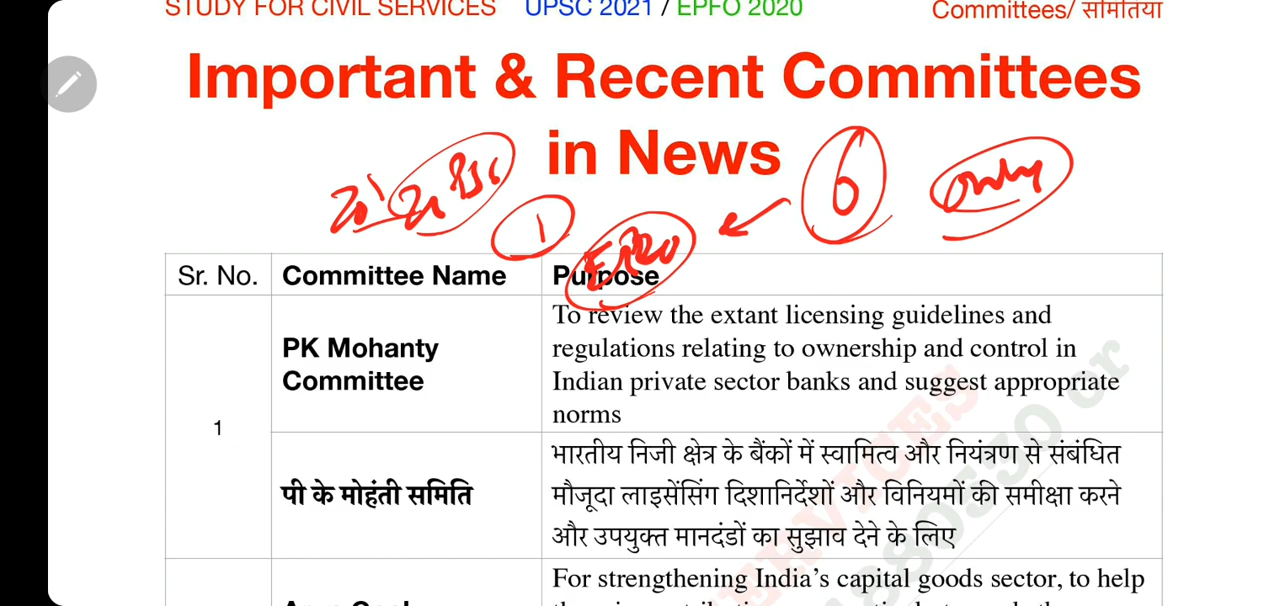 STUDY FOR CIVIL SERVICES UPSC 2021 / EPFO 2020 Committees/ समितिया
Important & Recent Committees
in News
6 only
1
EPFO
Sr. No. Committee Name Purpose
1
PK Mohanty
Committee
To review the extant licensing guidelines and
regulations relating to ownership and control in
Indian private sector banks and suggest appropriate
norms
पी के मोहंती समिति
भारतीय निजी क्षेत्र के बैंकों में स्वामित्व और नियंत्रण से संबंधित
मौजूदा लाइसेंसिंग दिशानिर्देशों और विनियमों की समीक्षा करने
और उपयुक्त मानदंडों का सुझाव देने के लिए
For strengthening India's capital goods sector, to help